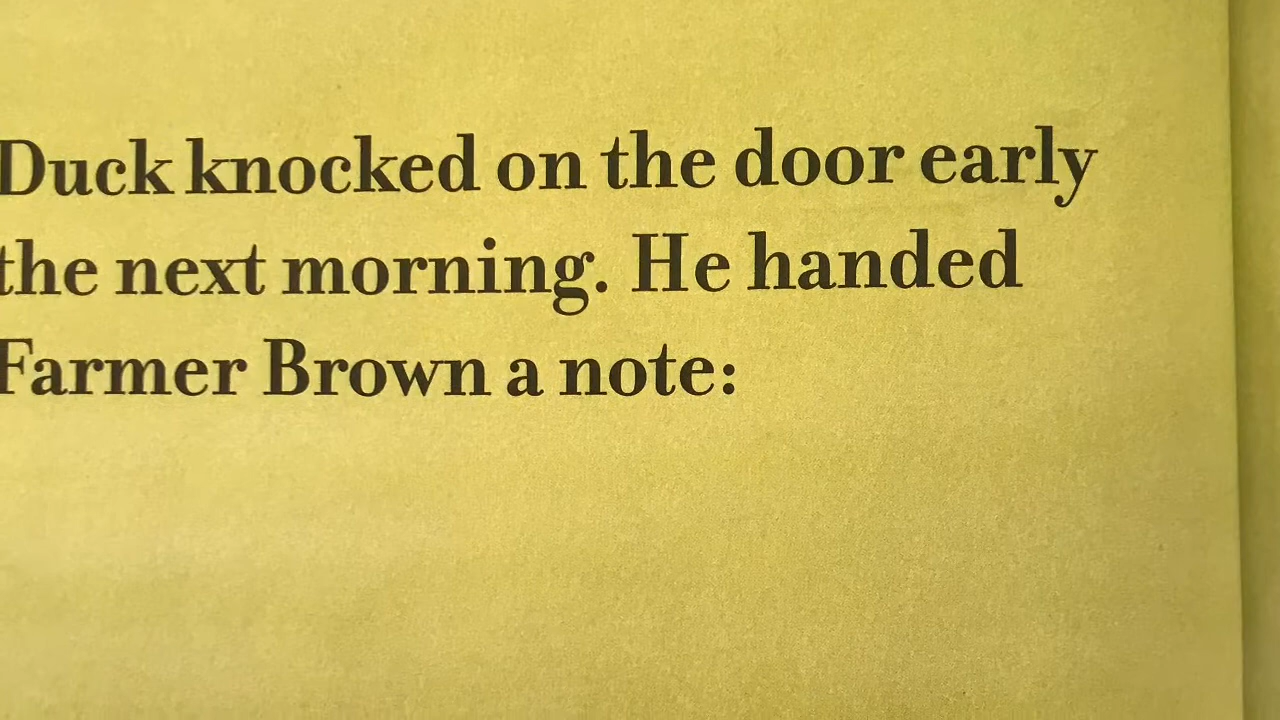 Duck knocked on the door early
the next morning. He handed
Farmer Brown a note: